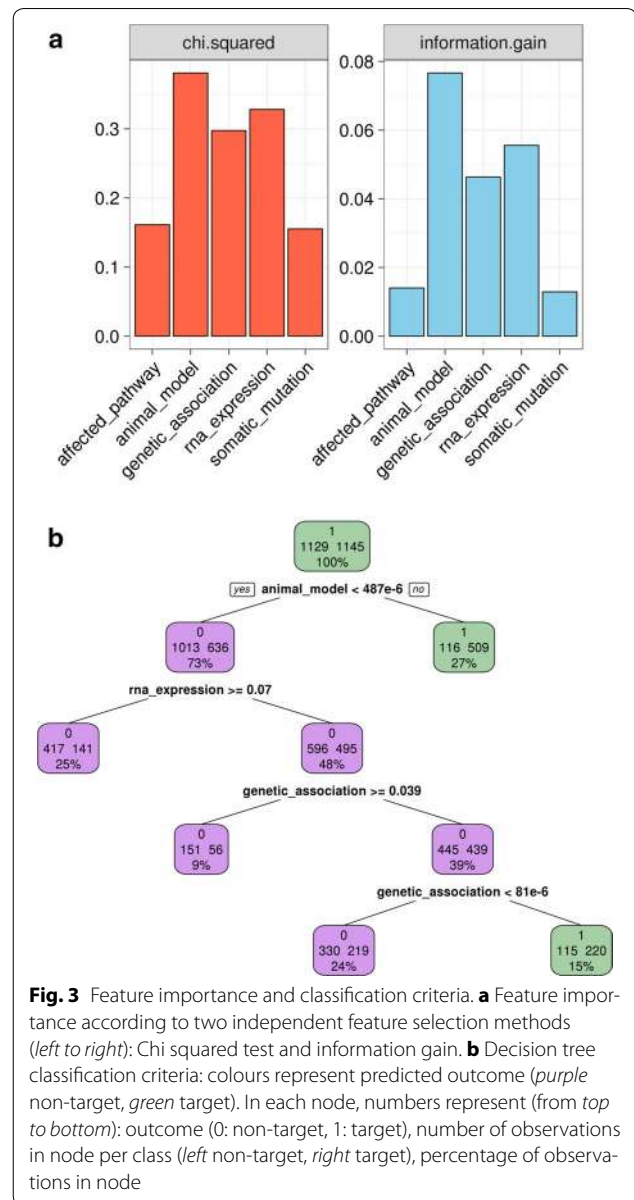 a
chi.squared
information.gain
0.3
0.2
0.1
0.0
0.08
0.06
0.04
0.02
0.00
affected_pathway
animal_model
genetic_association
rna_expression
somatic_mutation
affected_pathway
animal_model
genetic_association
rna_expression
somatic_mutation
b
1
1129 1145
100%
yes animal_model < 487e-6 no
0
1013 636
73%
1
116 509
27%
rna_expression >= 0.07
0
417 141
25%
0
596 495
48%
genetic_association >= 0.039
0
151 56
9%
0
445 439
39%
genetic_association < 81e-6
0
330 219
24%
1
115 220
15%
Fig. 3 Feature importance and classification criteria. a Feature impor-
tance according to two independent feature selection methods
(left to right): Chi squared test and information gain. b Decision tree
classification criteria: colours represent predicted outcome (purple
non-target, green target). In each node, numbers represent (from top
to bottom): outcome (0: non-target, 1: target), number of observations
in node per class (left non-target, right target), percentage of observa-
tions in node